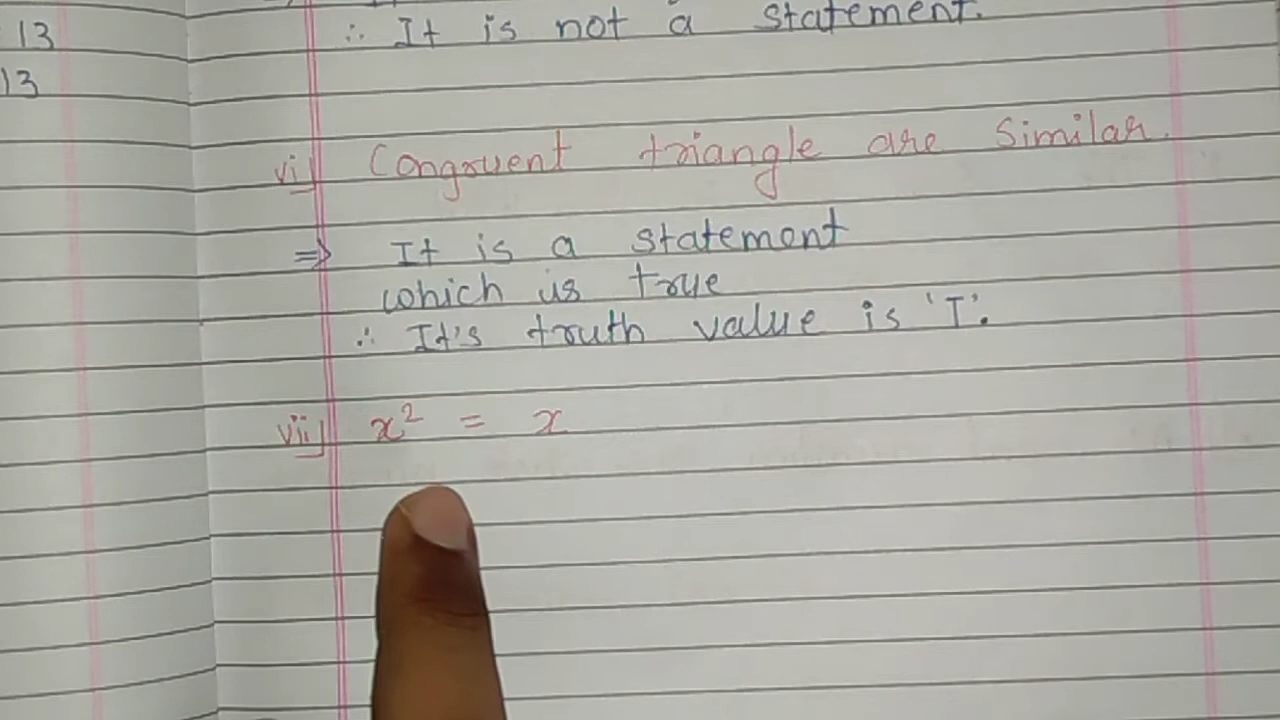 13
∴ It is not a statement.
13
vi) Congruent triangle are similar.
⇒ It is a statement
which is true
∴ It's truth value is 'T'.
vii) x² = x